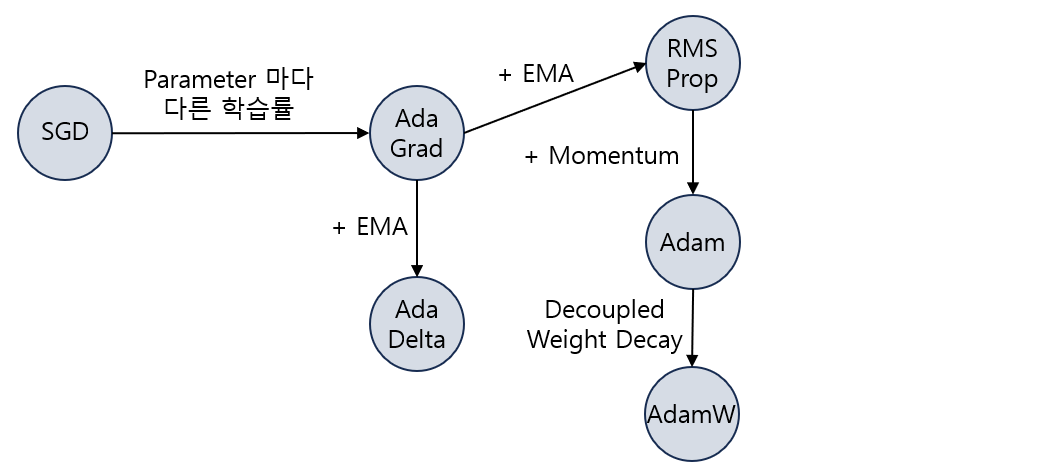 SGD
Parameter 마다
다른 학습률
Ada
Grad
+ EMA
RMS
Prop
+ Momentum
Adam
+ EMA
Ada
Delta
Decoupled
Weight Decay
AdamW